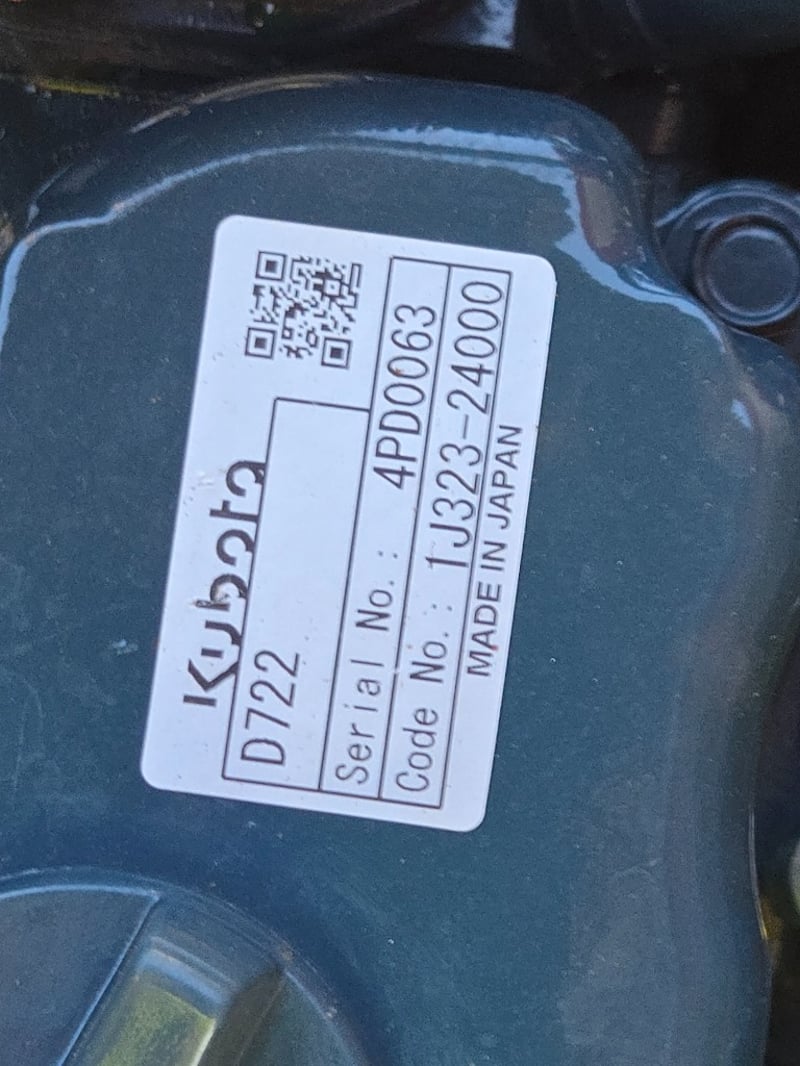 Kubota
D722
Serial No.: 4PD0063
Code No.: 1J323-24000
MADE IN JAPAN